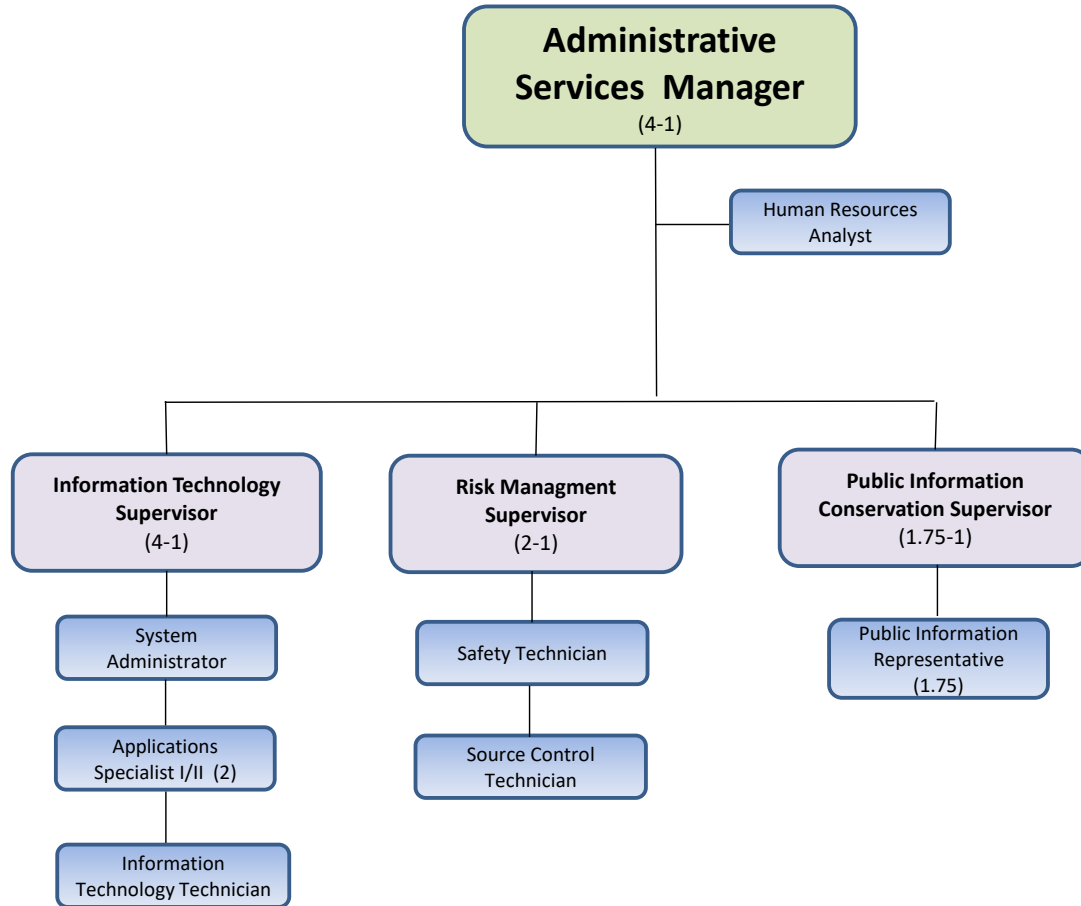 Administrative
Services Manager
(4-1)
Human Resources
Analyst
Information Technology
Supervisor
(4-1)
Risk Managment
Supervisor
(2-1)
Public Information
Conservation Supervisor
(1.75-1)
System
Administrator
Safety Technician
Public Information
Representative
(1.75)
Applications
Specialist I/II (2)
Source Control
Technician
Information
Technology Technician